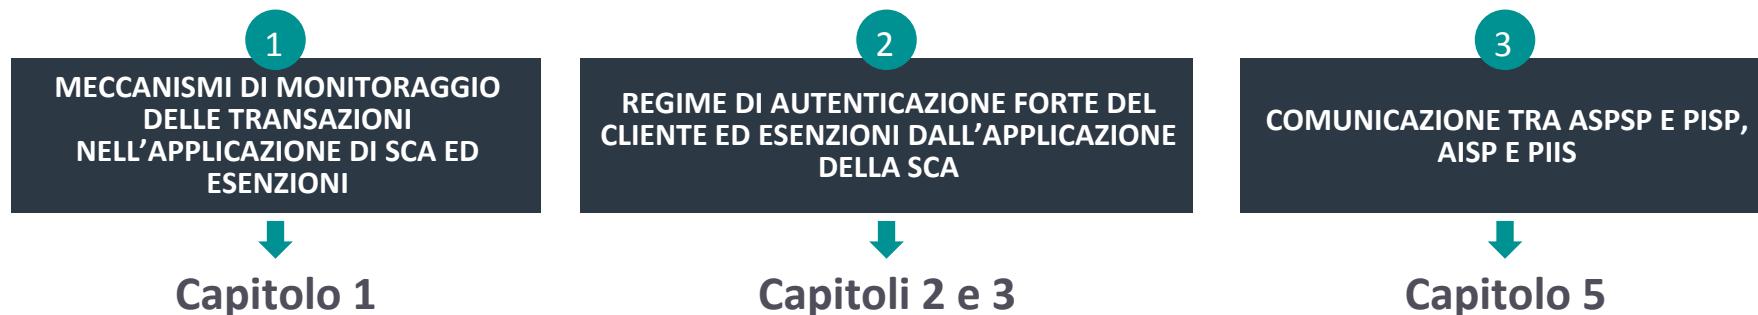 1
MECCANISMI DI MONITORAGGIO
DELLE TRANSAZIONI
NELL’APPLICAZIONE DI SCA ED
ESENZIONI
Capitolo 1
2
REGIME DI AUTENTICAZIONE FORTE DEL
CLIENTE ED ESENZIONI DALL’APPLICAZIONE
DELLA SCA
Capitoli 2 e 3
3
COMUNICAZIONE TRA ASPSP E PISP,
AISP E PIIS
Capitolo 5